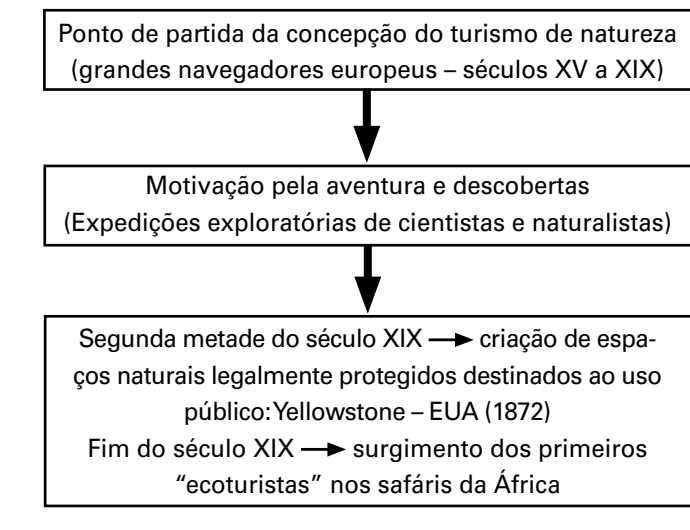 Ponto de partida da concepção do turismo de natureza
(grandes navegadores europeus – séculos XV a XIX)
Motivação pela aventura e descobertas
(Expedições exploratórias de cientistas e naturalistas)
Segunda metade do século XIX → criação de espa-
ços naturais legalmente protegidos destinados ao uso
público: Yellowstone – EUA (1872)
Fim do século XIX → surgimento dos primeiros
“ecoturistas” nos safáris da África